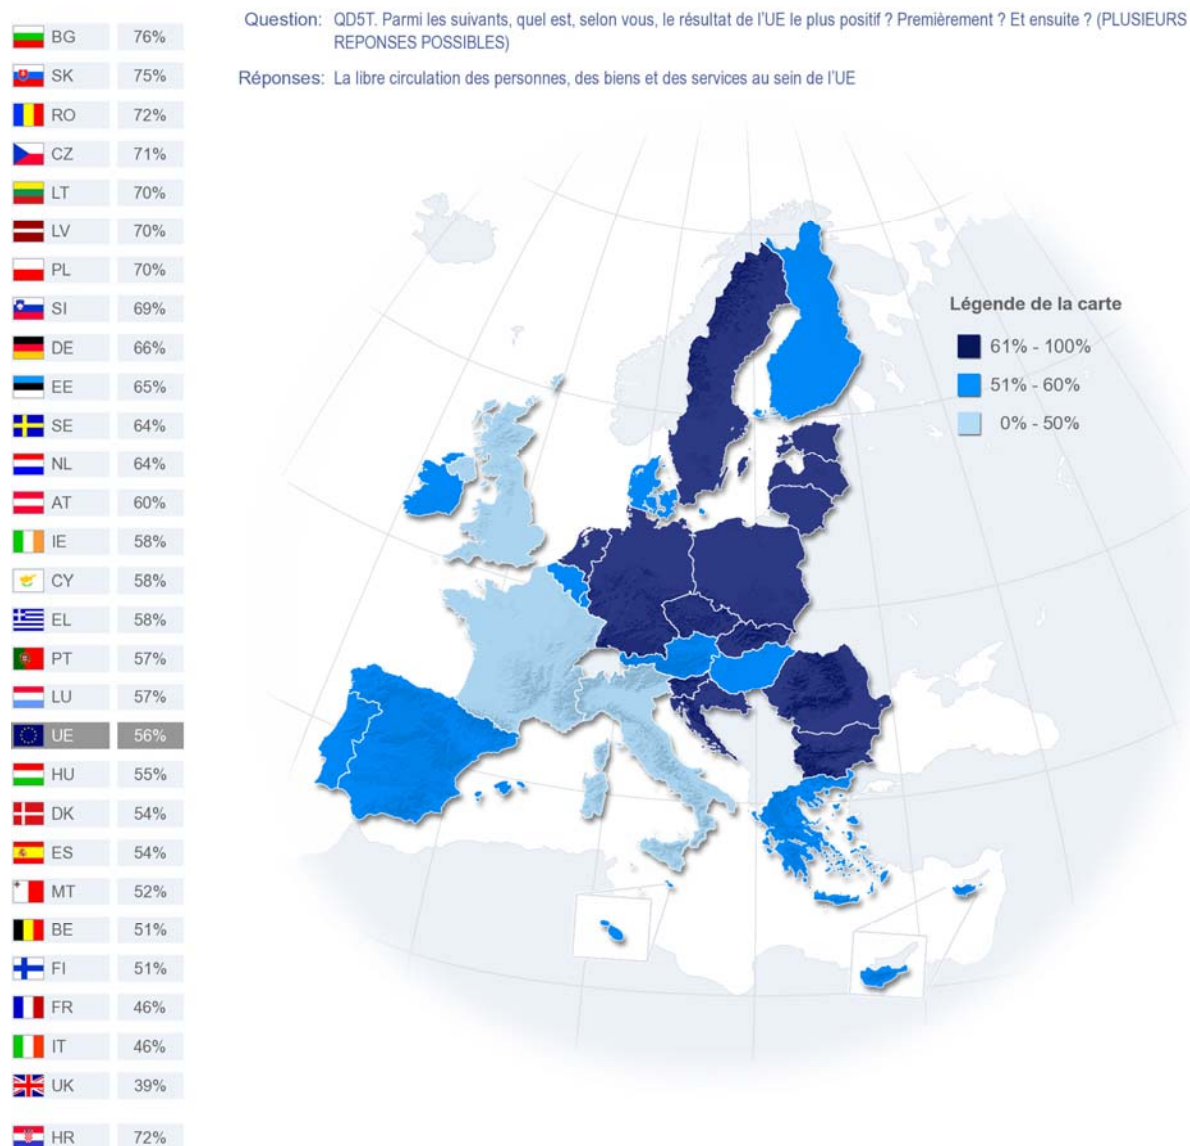 Question: QD5T. Parmi les suivants, quel est, selon vous, le résultat de l'UE le plus positif ? Premièrement ? Et ensuite ? (PLUSIEURS
REPONSES POSSIBLES)
Réponses: La libre circulation des personnes, des biens et des services au sein de l'UE
BG 76%
SK 75%
RO 72%
CZ 71%
LT 70%
LV 70%
PL 70%
SI 69%
DE 66%
EE 65%
SE 64%
NL 64%
AT 60%
IE 58%
CY 58%
EL 58%
PT 57%
LU 57%
UE 56%
HU 55%
DK 54%
ES 54%
MT 52%
BE 51%
FI 51%
FR 46%
IT 46%
UK 39%
HR 72%
Légende de la carte
61% - 100%
51% - 60%
0% - 50%